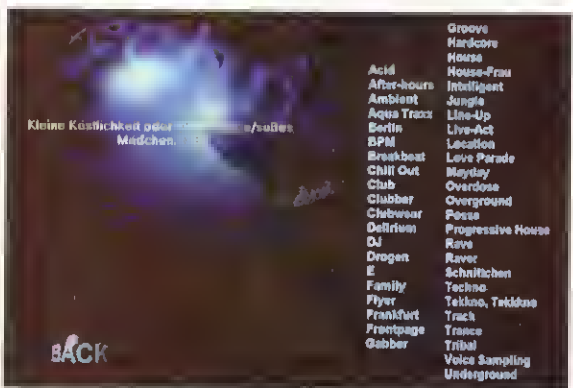 Kleine Köstlichkeit oder e/süßes
Mädchen.
Acid
After-hours
Ambient
Aqua Traxx
Berlin
BPM
Breakbeat
Chill Out
Club
Clubber
Clubwear
Delirium
DJ
Drogen
E
Family
Flyer
Frankfurt
Frontpage
Gabber
Groove
Hardcore
House
House-Frau
Intelligent
Jungle
Line-Up
Live-Act
Location
Love Parade
Mayday
Overdose
Overground
Posse
Progressive House
Rave
Raver
Schnittchen
Techno
Tekkno, Tekkkno
Track
Trance
Tribal
Voice Sampling
Underground
BACK